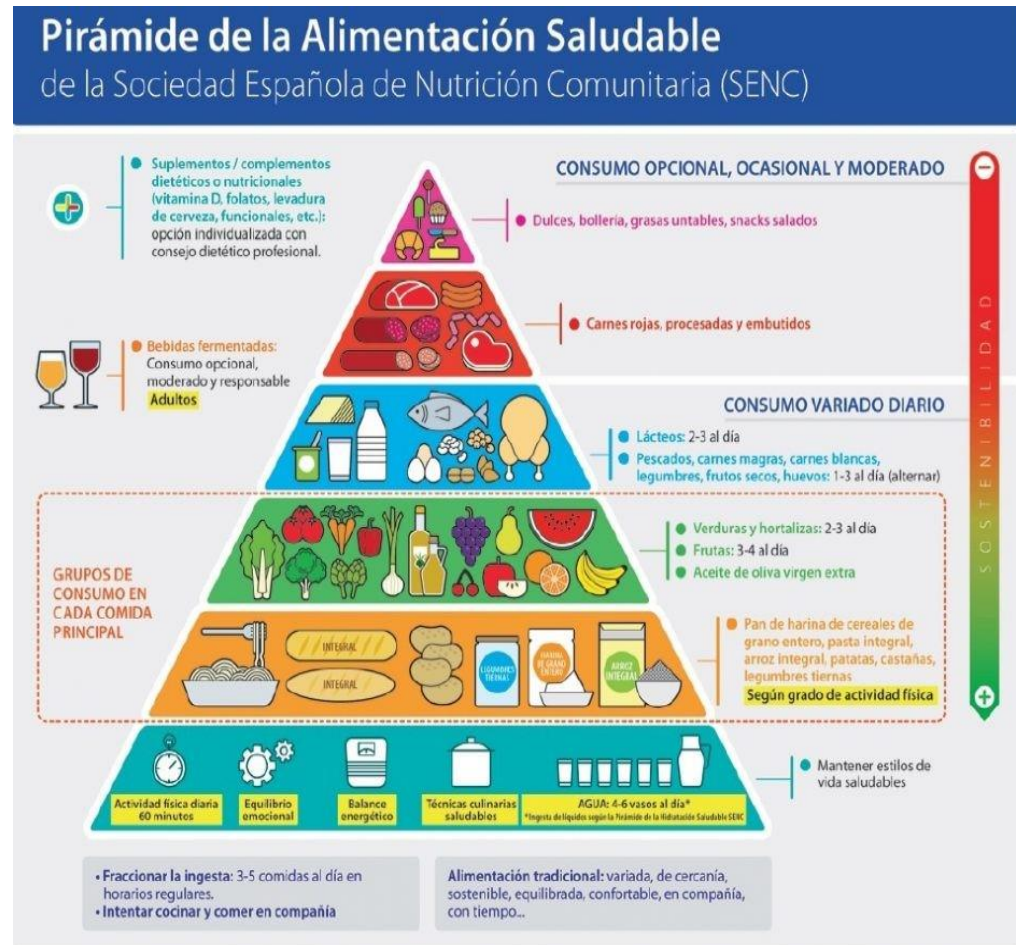 Pirámide de la Alimentación Saludable
de la Sociedad Española de Nutrición Comunitaria (SENC)
Suplementos / complementos
dietéticos o nutricionales
(vitamina D, folatos, levadura
de cerveza, funcionales, etc.):
opción individualizada con
consejo dietético profesional.
CONSUMO OPCIONAL, OCASIONAL Y MODERADO
Dulces, bollería, grasas untables, snacks salados
Carnes rojas, procesadas y embutidos
Bebidas fermentadas:
Consumo opcional,
moderado y responsable
Adultos
CONSUMO VARIADO DIARIO
Lácteos: 2-3 al día
Pescados, carnes magras, carnes blancas,
legumbres, frutos secos, huevos: 1-3 al día (alternar)
Verduras y hortalizas: 2-3 al día
Frutas: 3-4 al día
Aceite de oliva virgen extra
GRUPOS DE
CONSUMO EN
CADA COMIDA
PRINCIPAL
INTEGRAL
INTEGRAL
LEGUMBRES
TIERNAS
HARINA
DE GRANO
ENTERO
ARROZ
INTEGRAL
Pan de harina de cereales de
grano entero, pasta integral,
arroz integral, patatas, castañas,
legumbres tiernas
Según grado de actividad física
SOSTENIBILIDAD
Actividad física diaria
60 minutos
Equilibrio
emocional
Balance
energético
Técnicas culinarias
saludables
AGUA: 4-6 vasos al día*
*Ingesta de líquidos según la Pirámide de la Hidratación Saludable SENC
Mantener estilos de
vida saludables
• Fraccionar la ingesta: 3-5 comidas al día en
horarios regulares.
• Intentar cocinar y comer en compañía
Alimentación tradicional: variada, de cercanía,
sostenible, equilibrada, confortable, en compañía,
con tiempo...